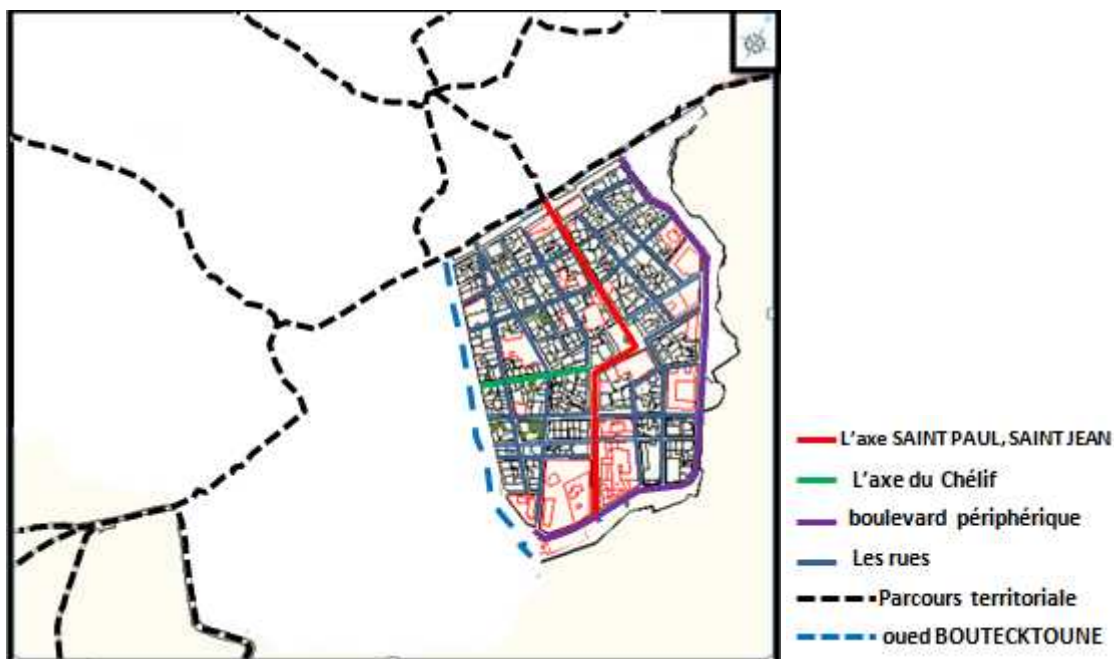 L'axe SAINT PAUL, SAINT JEAN
L'axe du Chélif
boulevard périphérique
Les rues
Parcours territoriale
oued BOUTECKTOUNE